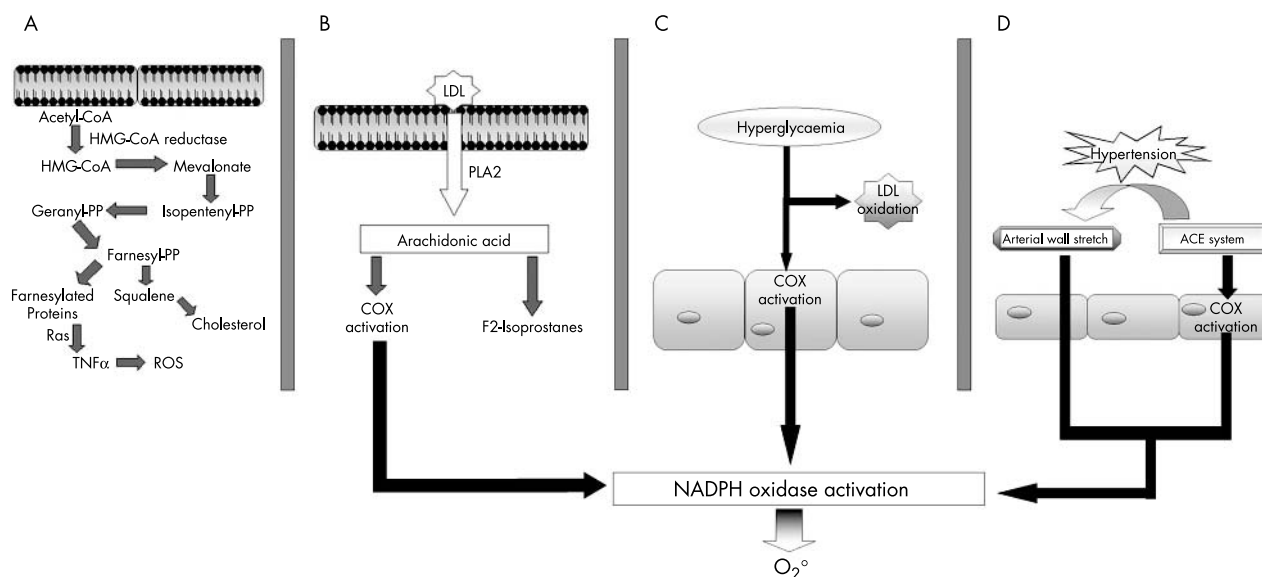 A
Acetyl-CoA
HMG-CoA reductase
HMG-CoA
Mevalonate
Geranyl-PP
Isopentenyl-PP
Farnesyl-PP
Farnesylated
Proteins
Squalene
Cholesterol
Ras
TNFα
ROS
B
LDL
PLA2
Arachidonic acid
COX
activation
F2-Isoprostanes
C
Hyperglycaemia
LDL
oxidation
COX
activation
D
Hypertension
Arterial wall stretch
ACE system
COX
activation
NADPH oxidase activation
O₂°